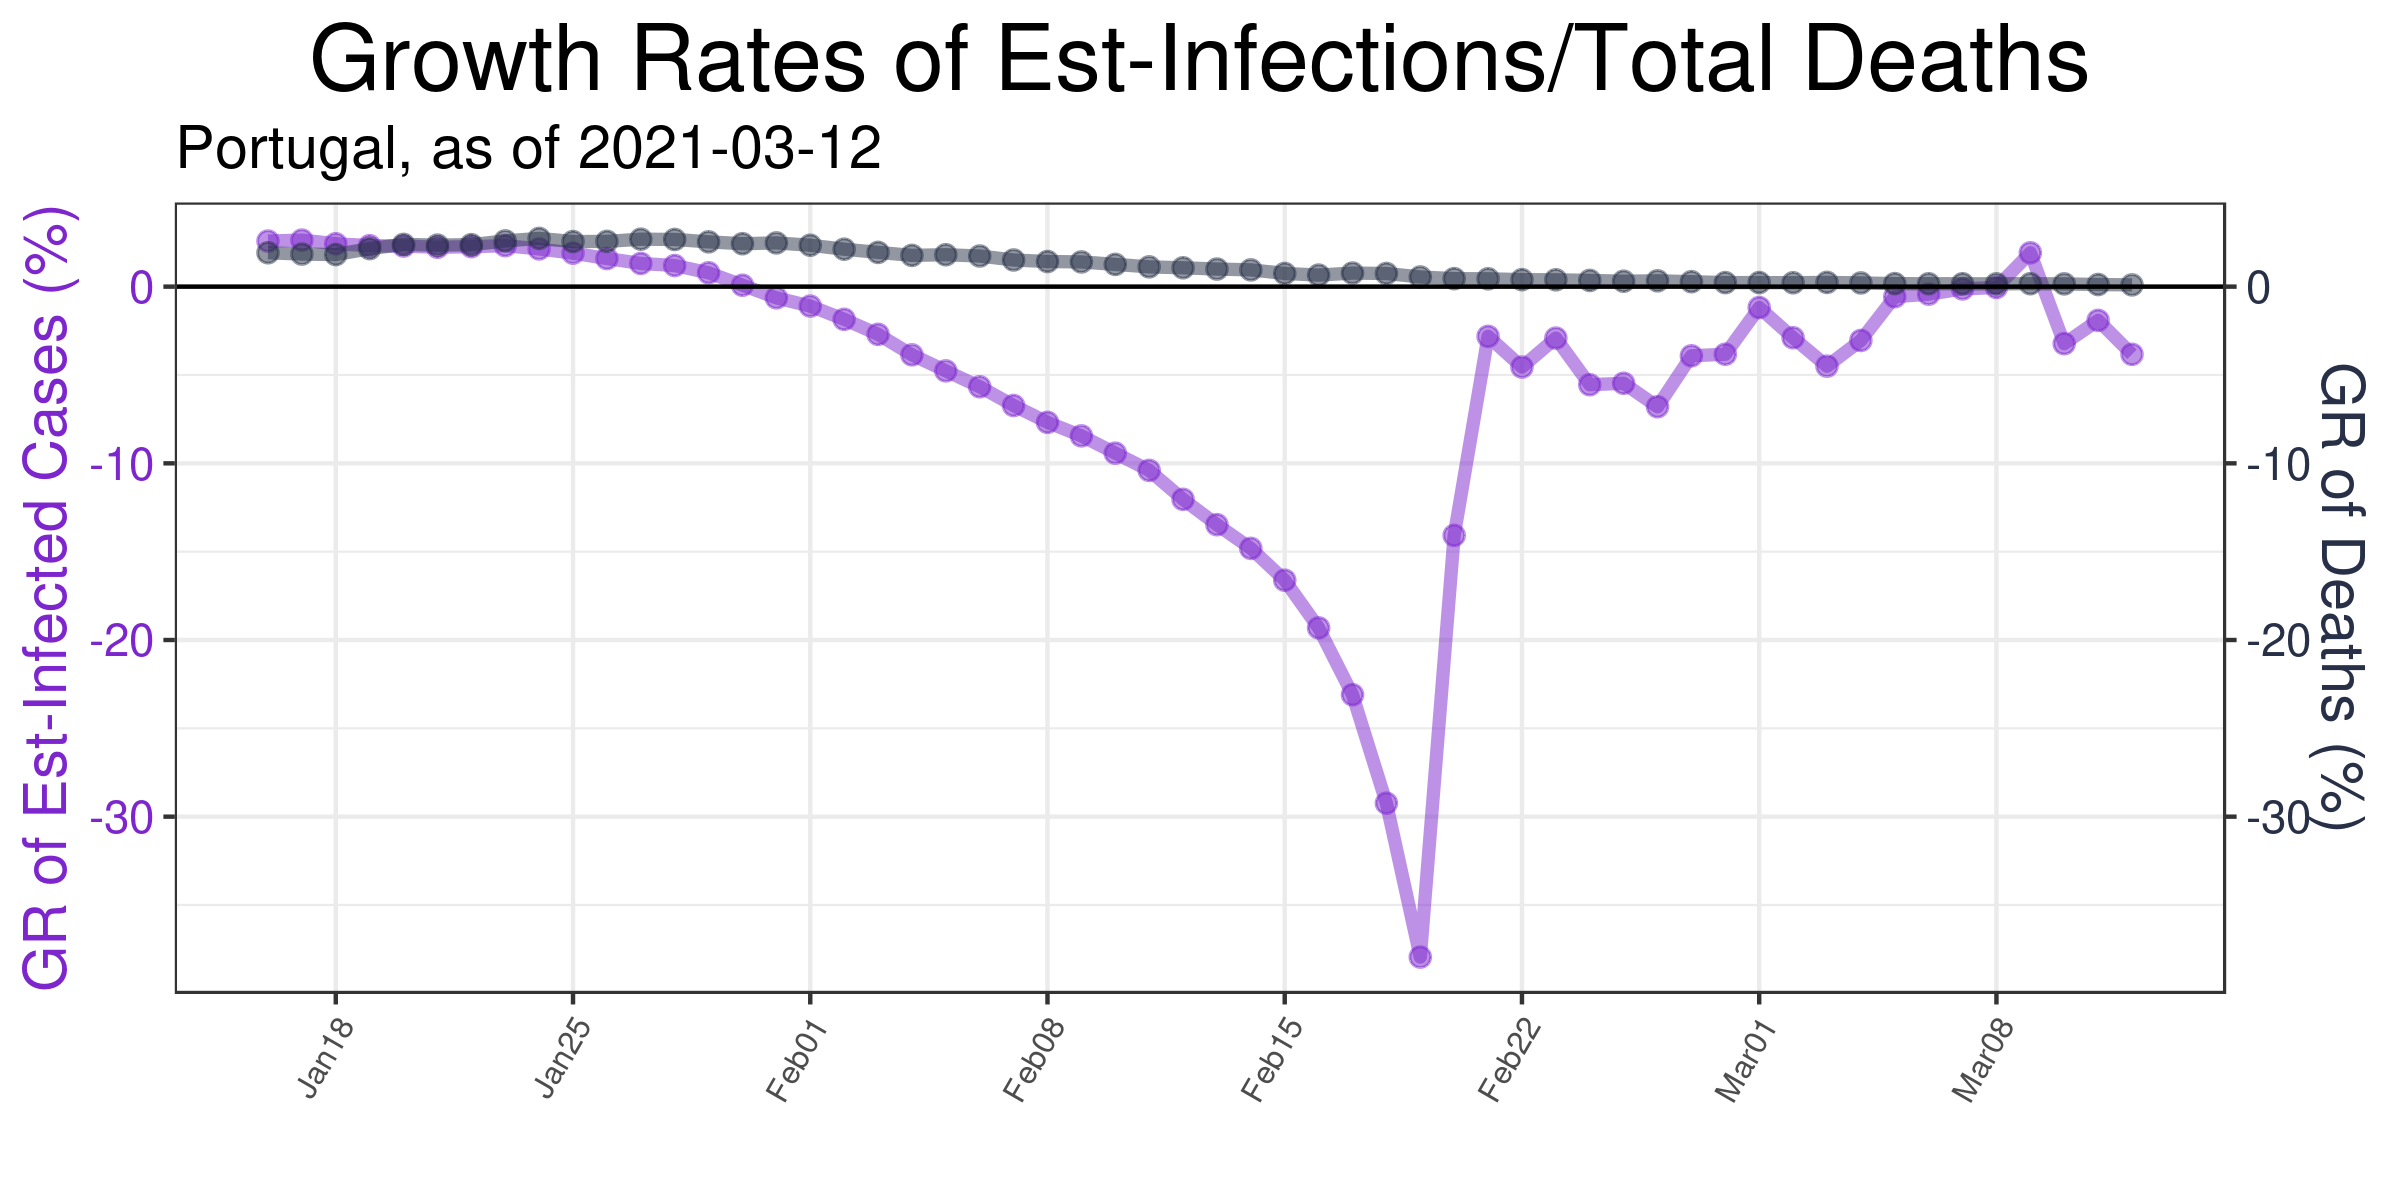 Growth Rates of Est-Infections/Total Deaths
Portugal, as of 2021-03-12
GR of Est-Infected Cases (%)
0
-10
-20
-30
0
-10
-20
-30
GR of Deaths (%)
Jan18
Jan25
Feb01
Feb08
Feb15
Feb22
Mar01
Mar08